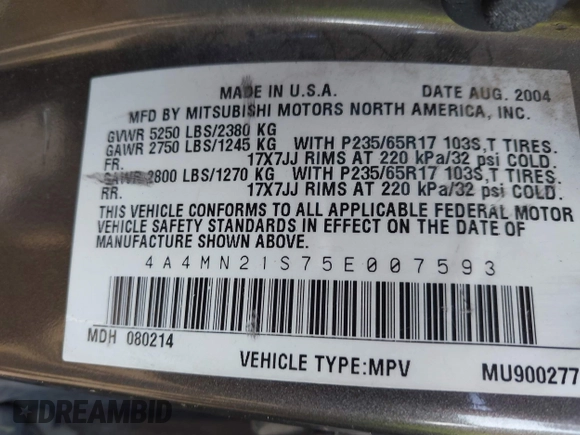 MADE IN U.S.A. DATE AUG. 2004
MFD BY MITSUBISHI MOTORS NORTH AMERICA, INC.
GVWR 5250 LBS/2380 KG
GAWR 2750 LBS/1245 KG WITH P235/65R17 103S,T TIRES.
FR. 17X7JJ RIMS AT 220 kPa/32 psi COLD.
GAWR 2800 LBS/1270 KG WITH P235/65R17 103S,T TIRES.
RR. 17X7JJ RIMS AT 220 kPa/32 psi COLD.
THIS VEHICLE CONFORMS TO ALL APPLICABLE FEDERAL MOTOR
VEHICLE SAFETY STANDARDS IN EFFECT ON THE DATE OF
MANUFACTURE SHOWN ABOVE.
4A4MN21S75E007593
MDH 080214
VEHICLE TYPE:MPV MU900277
DREAMBID